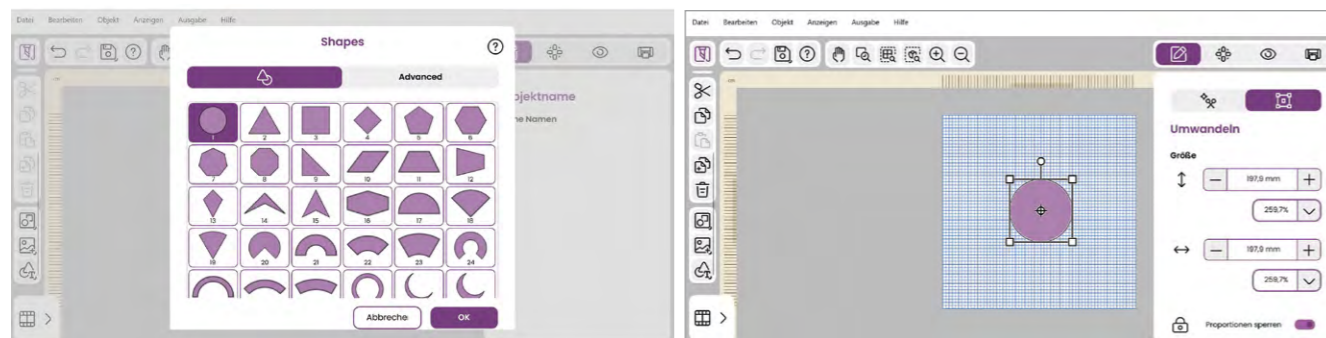 Datei Bearbeiten Objekt Anzeigen Ausgabe Hilfe
Shapes
Advanced
1 2 3 4 5 6
7 8 9 10 11 12
13 14 15 16 17 18
19 20 21 22 23 24
Abbreche
OK
bjektname
ne Namen
Datei Bearbeiten Objekt Anzeigen Ausgabe Hilfe
Umwandeln
Größe
197,9 mm
259,7%
197,9 mm
259,7%
Proportionen sperren